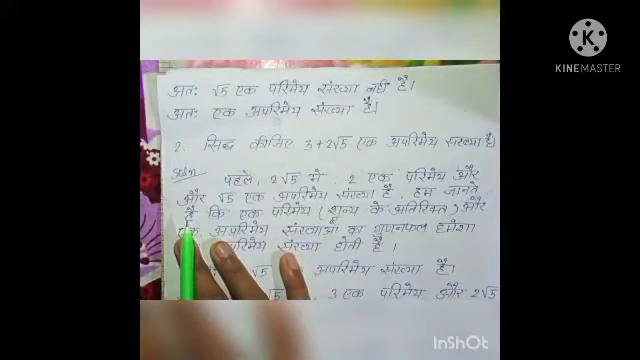 KINEMASTER
अतः √5 एक परिमेय संख्या नहीं है।
अतः एक अपरिमेय संख्या है।
2. सिद्ध कीजिए 3+2√5 एक अपरिमेय संख्या है।
Soln
पहले, 2√5 मे 2 एक परिमेय और
और √5 एक अपरिमेय संख्या है, हम जानते
है कि एक परिमेय (शून्य के अतिरिक्त) और
एक अपरिमेय संख्याओ का गुणनफल हमेशा
परिमेय संख्या होती है।
√5 अपरिमेय संख्या है।
√5, 3 एक परिमेय और 2√5
InShOt